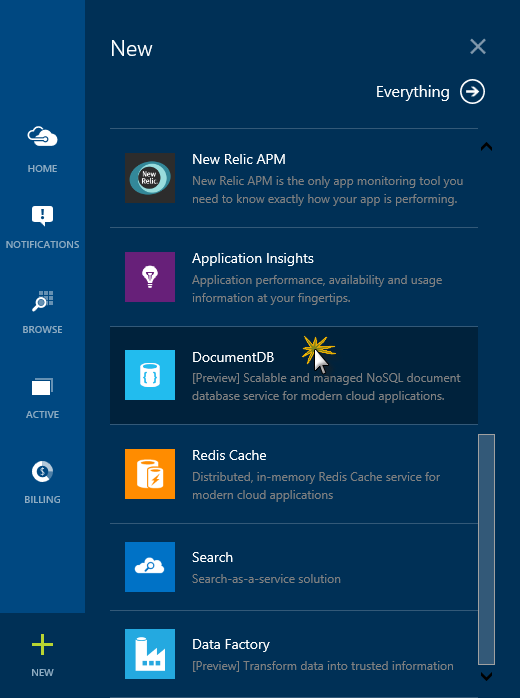 New
Everything
HOME
NOTIFICATIONS
BROWSE
ACTIVE
BILLING
NEW
New Relic.
New Relic APM
New Relic APM is the only app monitoring tool you
need to know exactly how your app is performing.
Application Insights
Application performance, availability and usage
information at your fingertips.
DocumentDB
[Preview] Scalable and managed NoSQL document
database service for modern cloud applications.
Redis Cache
Distributed, in-memory Redis Cache service for
modern cloud applications
Search
Search-as-a-service solution
Data Factory
[Preview] Transform data into trusted information